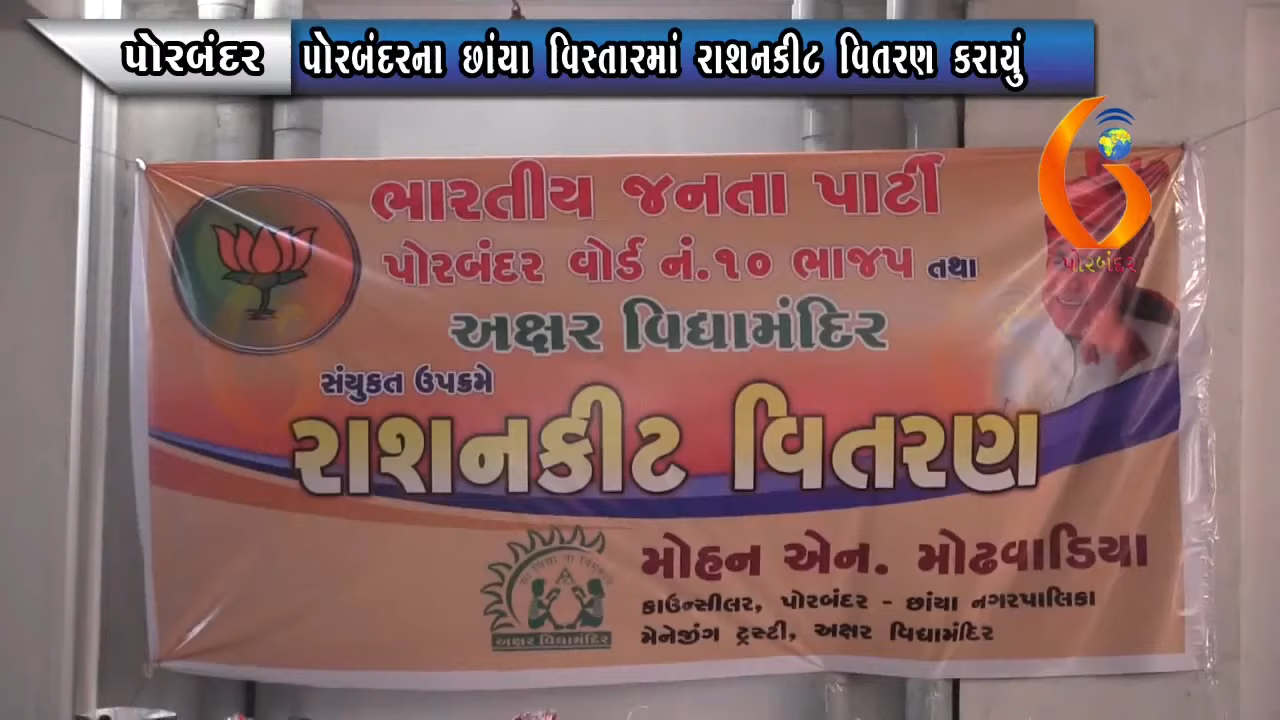 પોરબંદર
પોરબંદરના છાંયા વિસ્તારમાં રાશનકીટ વિતરણ કરાયું
ભારતીય જનતા પાર્ટી
પોરબંદર વોર્ડ નં.૧૦ ભાજપ તથા
પોરબંદર
અક્ષર વિદ્યામંદિર
સંયુકત ઉપક્રમે
રાશનકીટ વિતરણ
મોહન એન. મોઢવાડિયા
કાઉન્સીલર, પોરબંદર - છાંયા નગરપાલિકા
મેનેજીંગ ટ્રસ્ટી, અક્ષર વિદ્યામંદિર
અક્ષર વિદ્યામંદિર